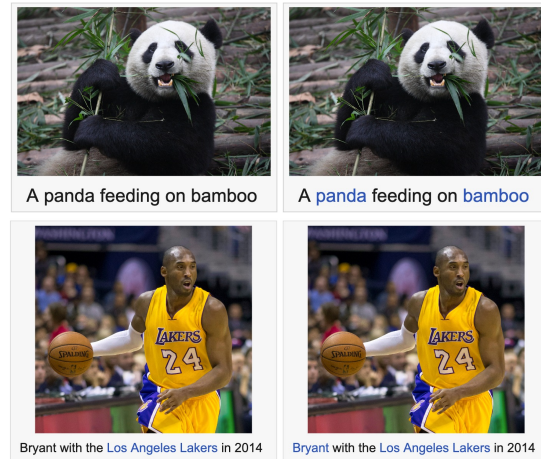 A panda feeding on bamboo
A panda feeding on bamboo
SPALDING
LAKERS
24
SPALDING
LAKERS
24
Bryant with the Los Angeles Lakers in 2014
Bryant with the Los Angeles Lakers in 2014